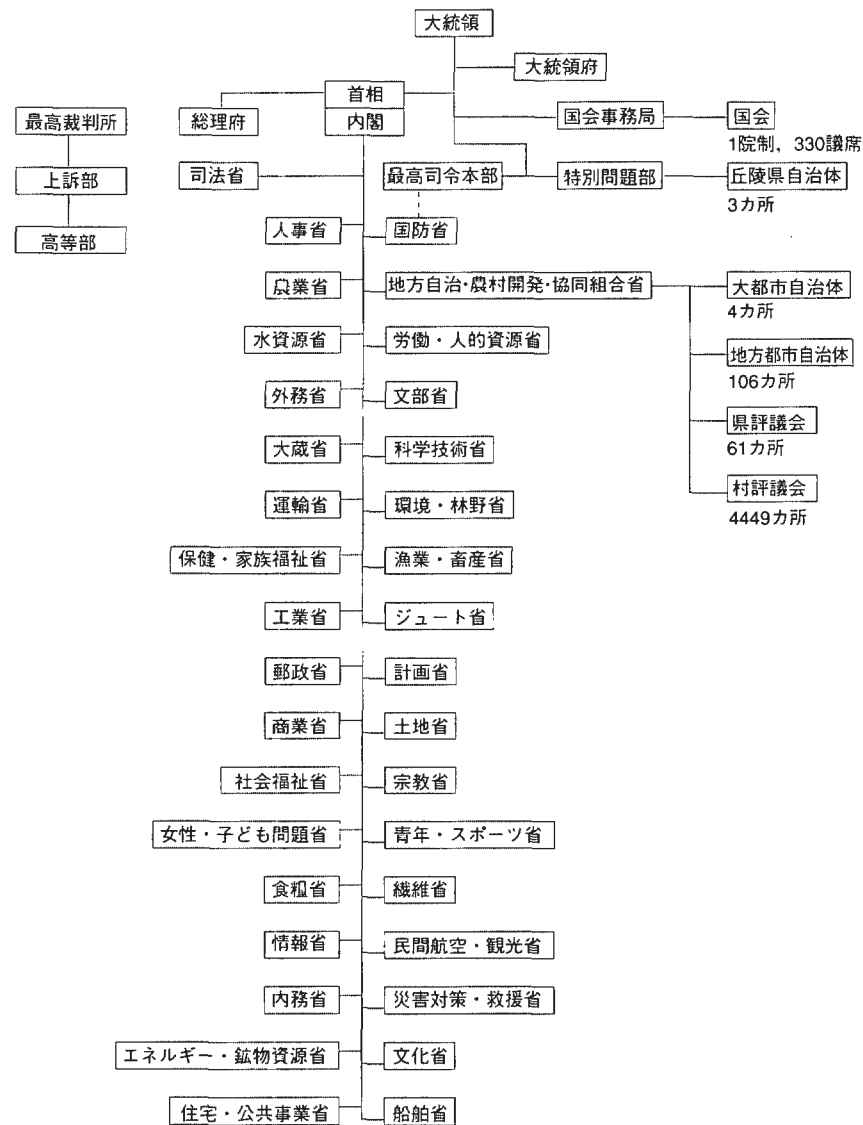 大統領
大統領府
首相
内閣
総理府
国会事務局
国会
1院制，330議席
最高裁判所
上訴部
高等部
司法省
最高司令本部
特別問題部
丘陵県自治体
3カ所
人事省
国防省
農業省
地方自治・農村開発・協同組合省
大都市自治体
4カ所
水資源省
労働・人的資源省
地方都市自治体
106カ所
外務省
文部省
県評議会
61カ所
大蔵省
科学技術省
村評議会
4449カ所
運輸省
環境・林野省
保健・家族福祉省
漁業・畜産省
工業省
ジュート省
郵政省
計画省
商業省
土地省
社会福祉省
宗教省
女性・子ども問題省
青年・スポーツ省
食糧省
繊維省
情報省
民間航空・観光省
内務省
災害対策・救援省
エネルギー・鉱物資源省
文化省
住宅・公共事業省
船舶省